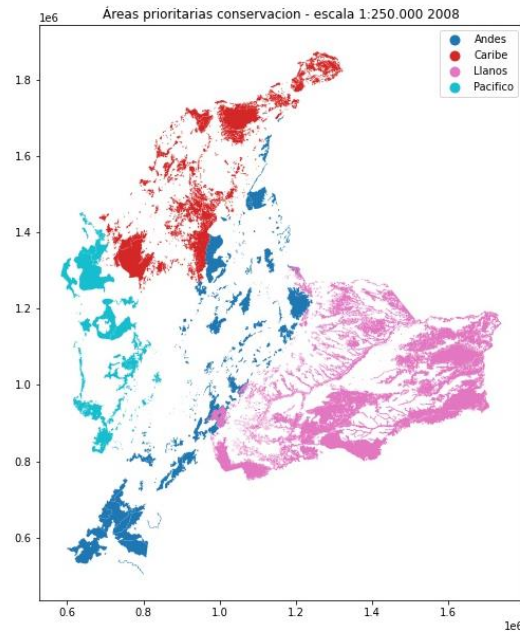 Áreas prioritarias conservacion - escala 1:250.000 2008
1e6
Andes
Caribe
Llanos
Pacifico
1.8
1.6
1.4
1.2
1.0
0.8
0.6
0.6 0.8 1.0 1.2 1.4 1.6
1e6